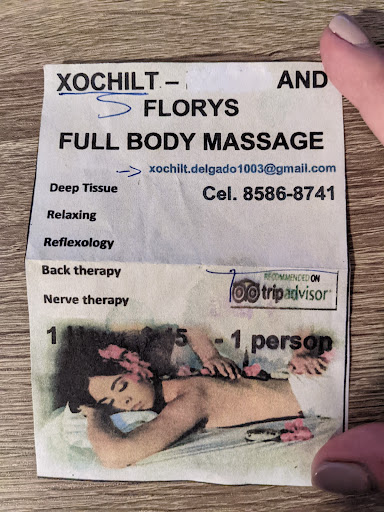 XOCHILT – AND
S FLORYS
FULL BODY MASSAGE
→ xochilt.delgado1003@gmail.com
Deep Tissue
Cel. 8586-8741
Relaxing
Reflexology
Back therapy
RECOMMENDED ON
tripadvisor
Nerve therapy
1 - 1 person